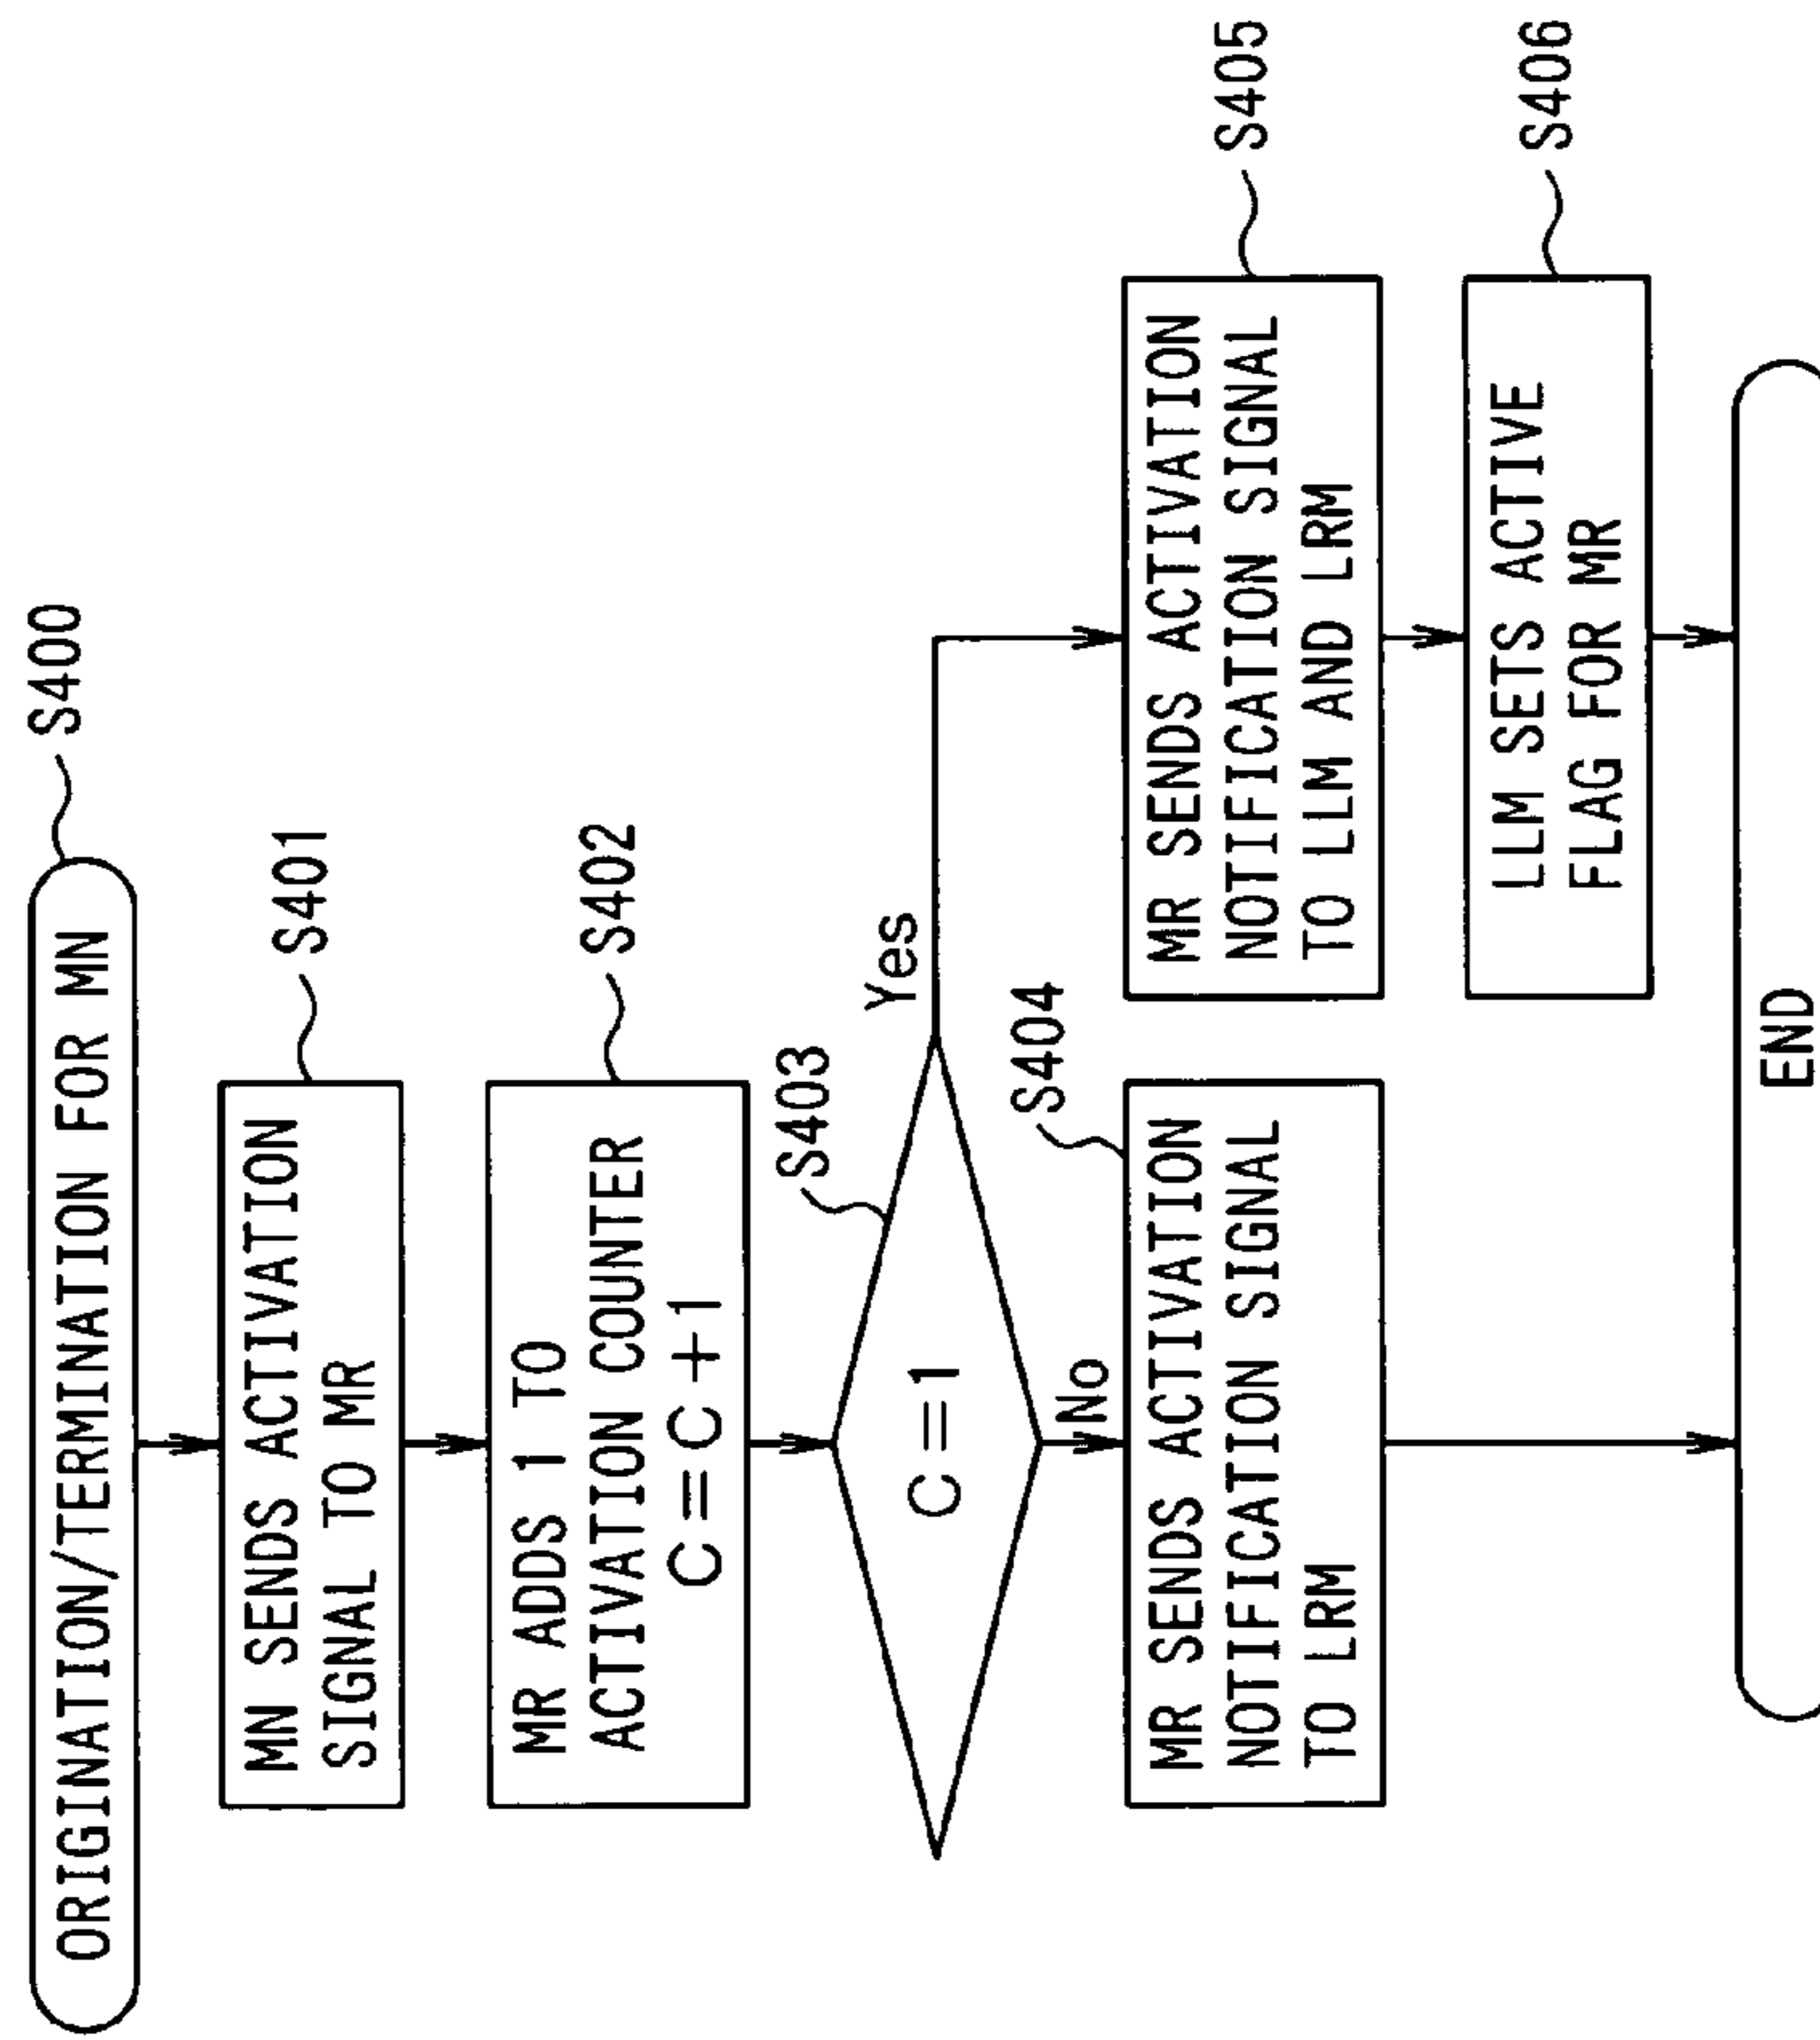 ORIGINATION/TERMINATION FOR MN
S400
MN SENDS ACTIVATION
SIGNAL TO MR
S401
MR ADDS 1 TO
ACTIVATION COUNTER
C=C+1
S402
S403
C=1
Yes
No
S404
MR SENDS ACTIVATION
NOTIFICATION SIGNAL
TO LRM
MR SENDS ACTIVATION
NOTIFICATION SIGNAL
TO LLM AND LRM
S405
LLM SETS ACTIVE
FLAG FOR MR
S406
END